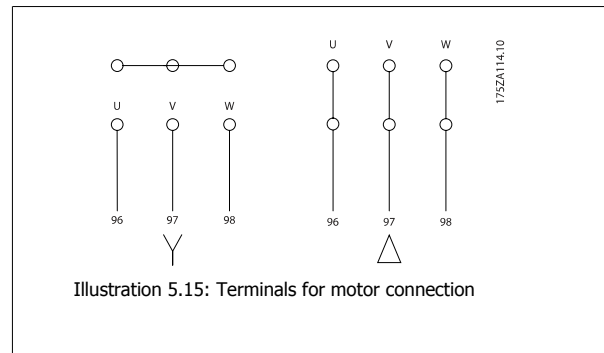 U V W
175ZA114.10
U V W
96 97 98
96 97 98
Illustration 5.15: Terminals for motor connection